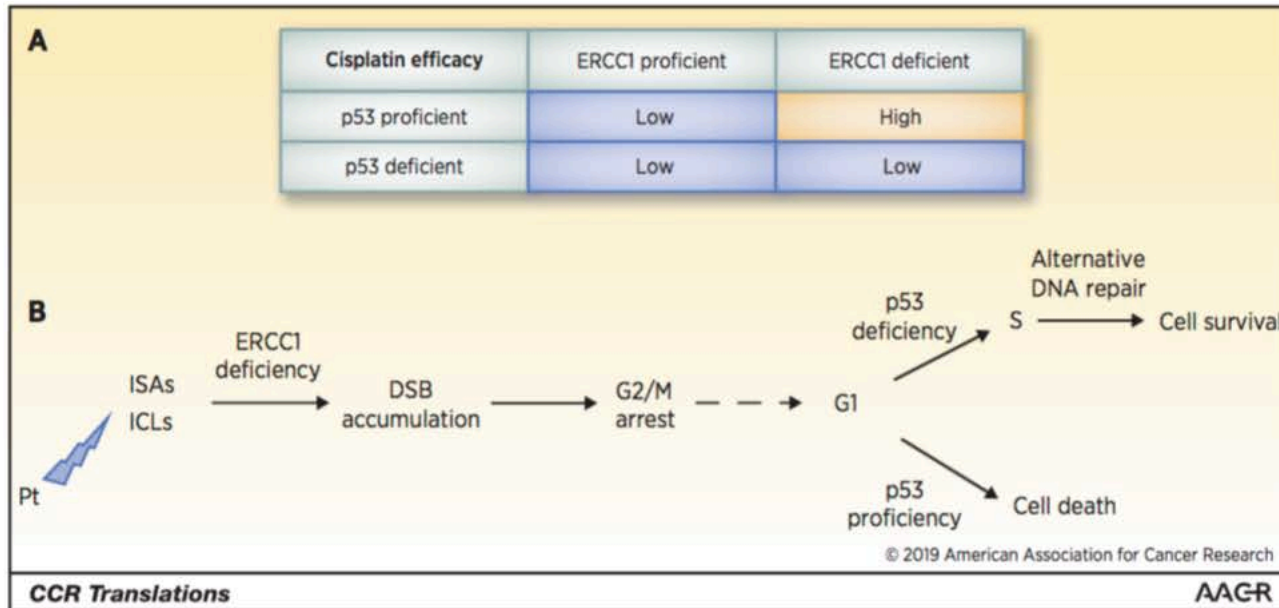 A
Cisplatin efficacy ERCC1 proficient ERCC1 deficient
p53 proficient Low High
p53 deficient Low Low
B
Pt
ISAs
ICLs
ERCC1
deficiency
DSB
accumulation
G2/M
arrest
G1
p53
deficiency
S
Alternative
DNA repair
Cell survival
p53
proficiency
Cell death
© 2019 American Association for Cancer Research
CCR Translations
AACR